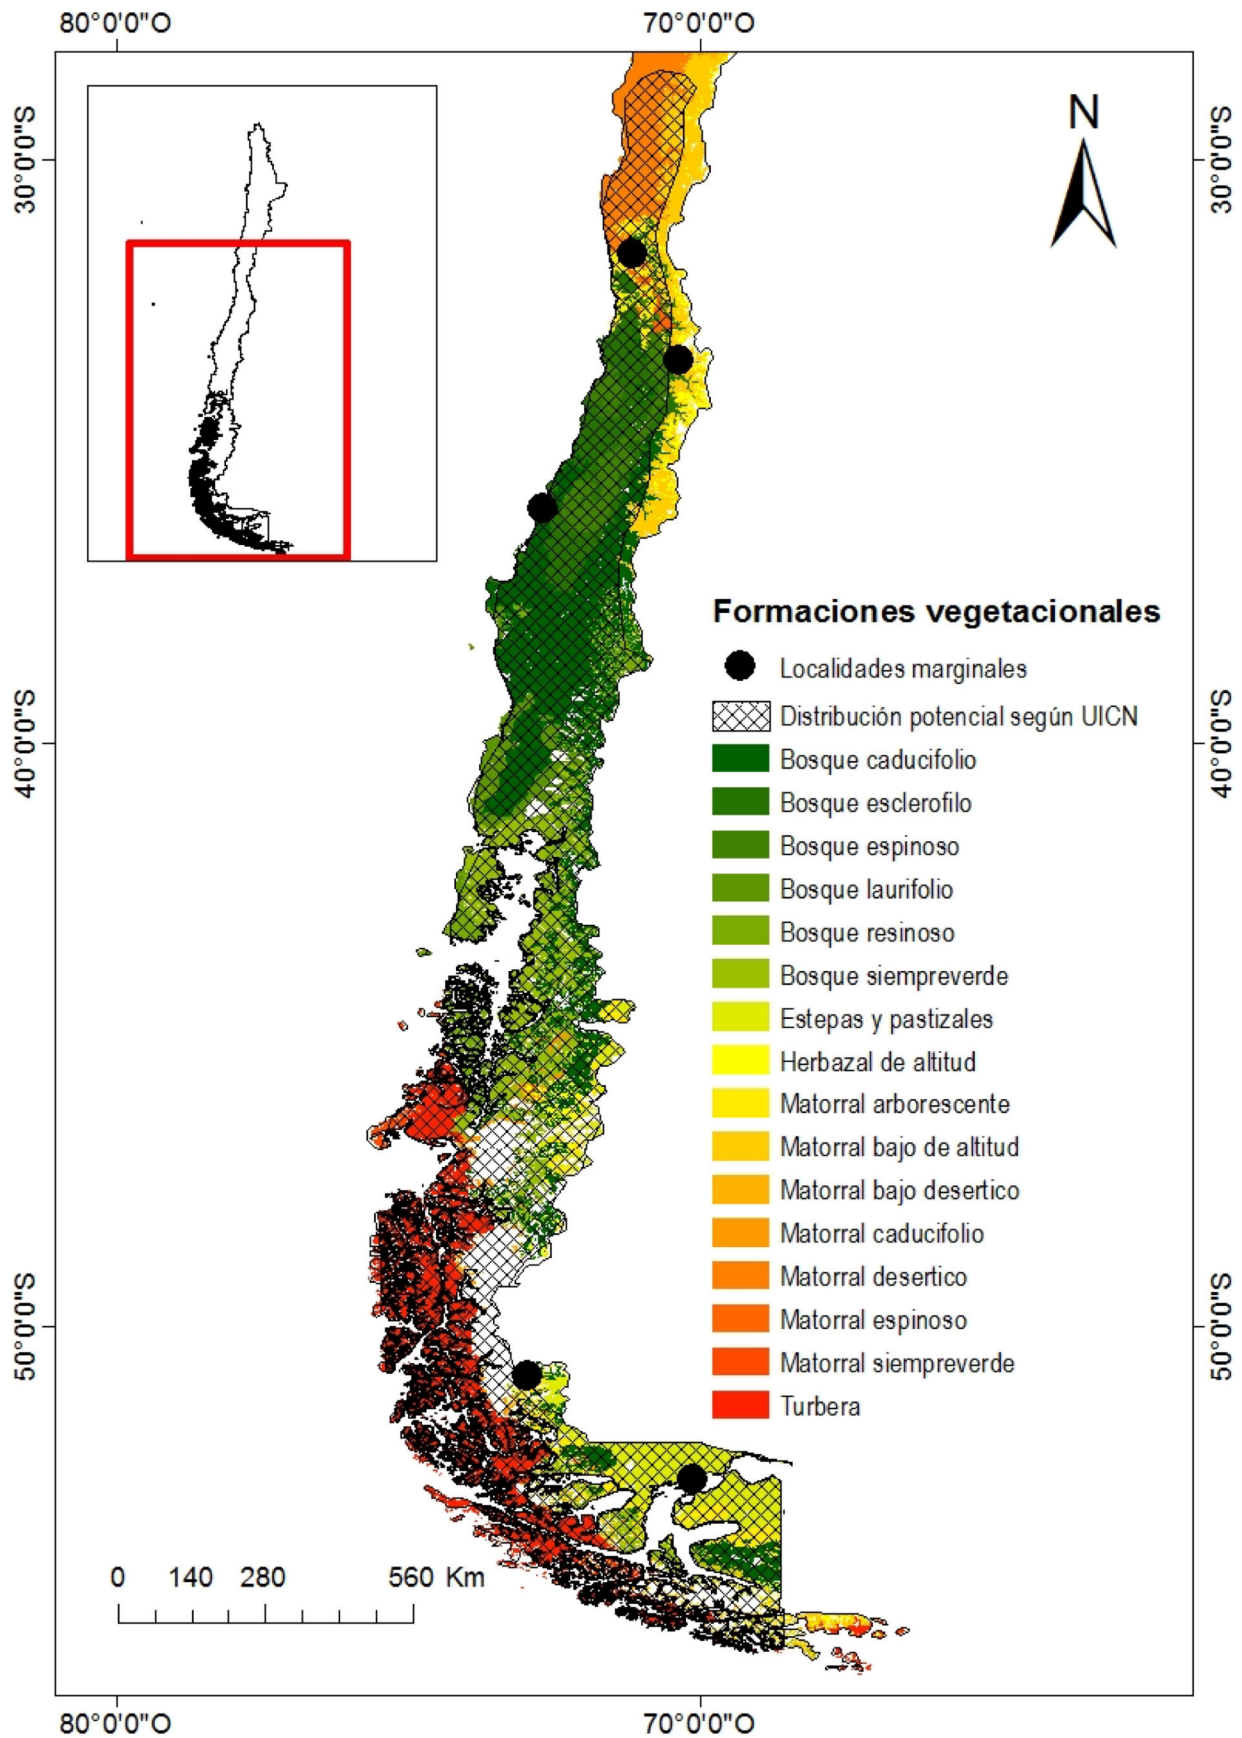 80°0'0"O 70°0'0"O
30°0'0"S 30°0'0"S
N
Formaciones vegetacionales
Localidades marginales
Distribución potencial según UICN
Bosque caducifolio
Bosque esclerofilo
Bosque espinoso
Bosque laurifolio
Bosque resinoso
Bosque siempreverde
Estepas y pastizales
Herbazal de altitud
Matorral arborescente
Matorral bajo de altitud
Matorral bajo desertico
Matorral caducifolio
Matorral desertico
Matorral espinoso
Matorral siempreverde
Turbera
40°0'0"S 40°0'0"S
50°0'0"S 50°0'0"S
0 140 280 560 Km
80°0'0"O 70°0'0"O